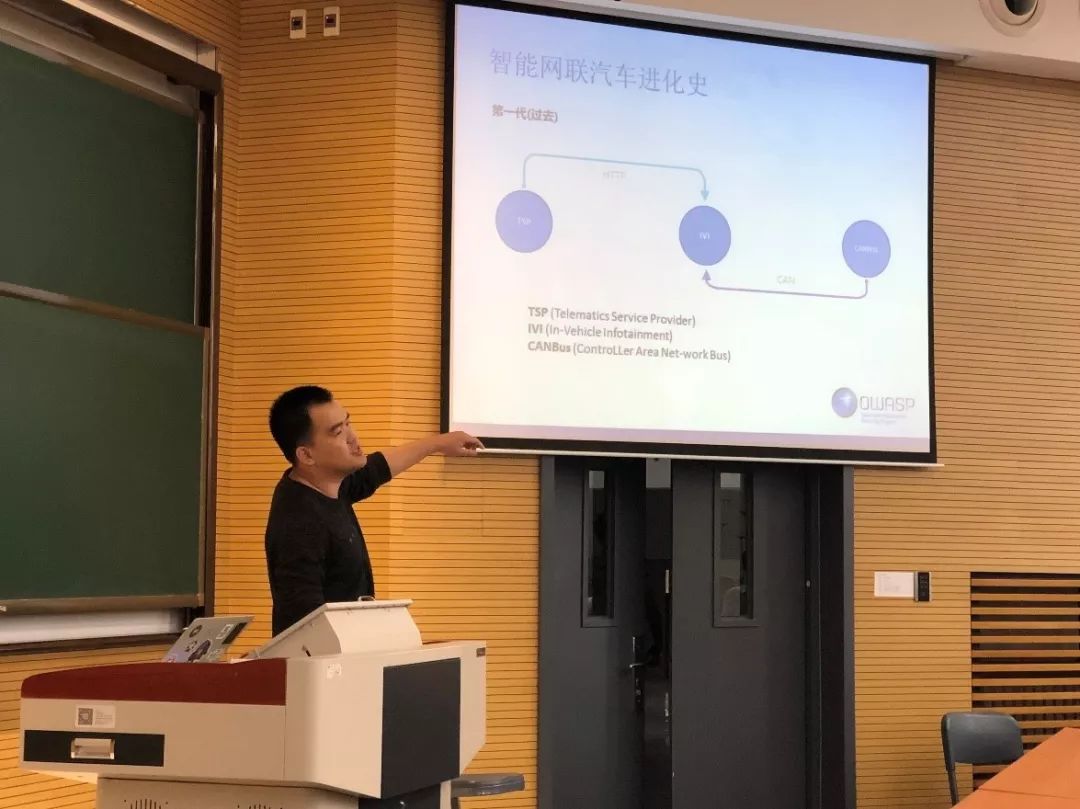 智能网联汽车进化史
第一代(过去)
HTTP
TSP
IVI
CANBUS
CAN
TSP (Telematics Service Provider)
IVI (In-Vehicle Infotainment)
CANBus (ControLLer Area Net-work Bus)
OWASP